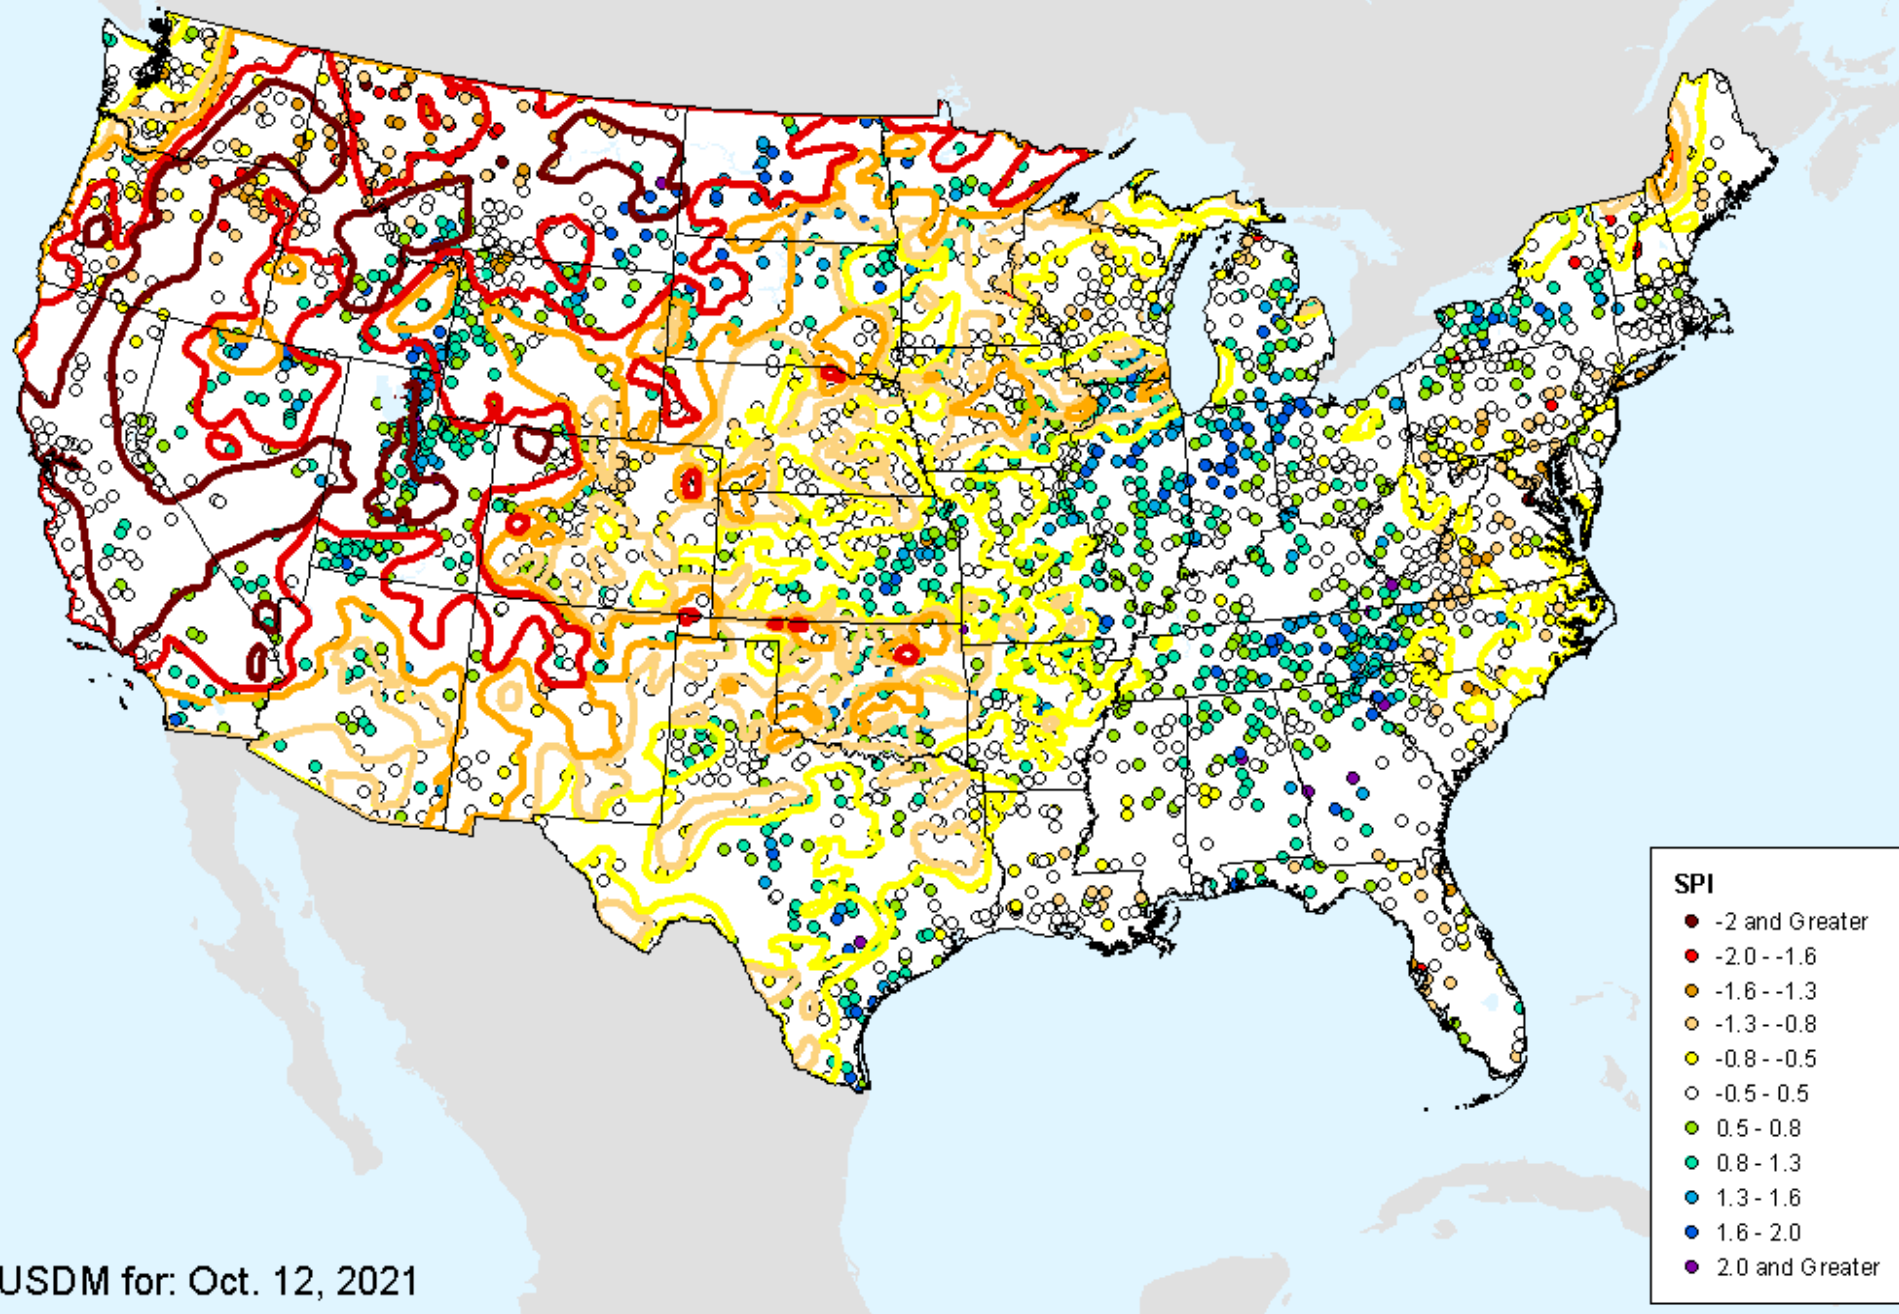 SPI
-2 and Greater
-2.0 - -1.6
-1.6 - -1.3
-1.3 - -0.8
-0.8 - -0.5
-0.5 - 0.5
0.5 - 0.8
0.8 - 1.3
1.3 - 1.6
1.6 - 2.0
2.0 and Greater
USDM for: Oct. 12, 2021